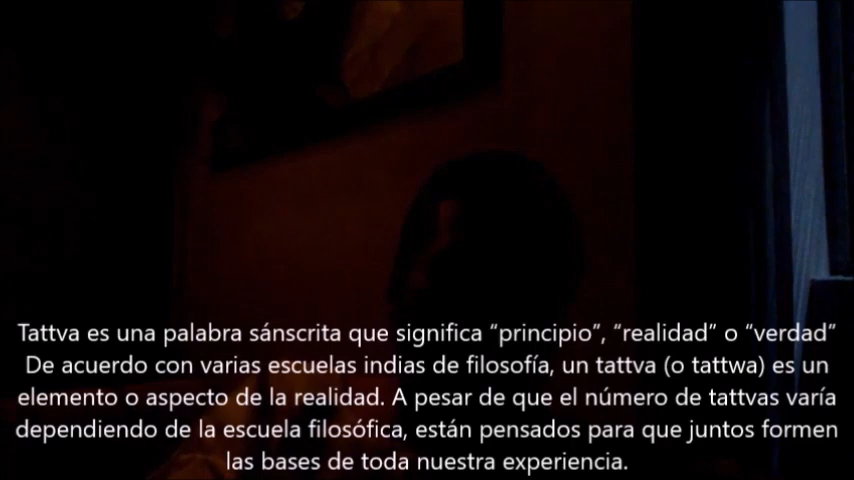 Tattva es una palabra sánscrita que significa “principio”, “realidad” o “verdad”
De acuerdo con varias escuelas indias de filosofía, un tattva (o tattwa) es un
elemento o aspecto de la realidad. A pesar de que el número de tattvas varía
dependiendo de la escuela filosófica, están pensados para que juntos formen
las bases de toda nuestra experiencia.